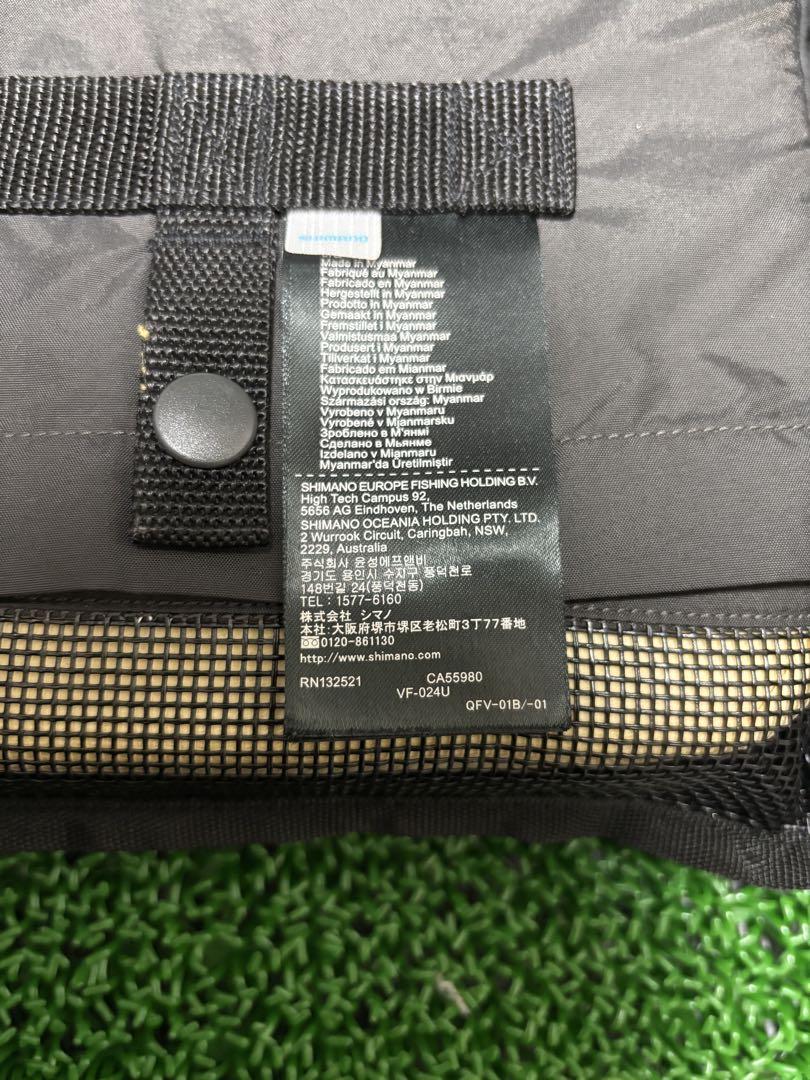 SHIMANO
Made in Myanmar
Fabriqué au Myanmar
Fabricado en Myanmar
Hergestellt in Myanmar
Prodotto in Myanmar
Gemaakt in Myanmar
Fremstillet i Myanmar
Valmistusmaa Myanmar
Produsert i Myanmar
Tillverkat i Myanmar
Fabricado em Mianmar
Κατασκευάστηκε στην Μιανμάρ
Wyprodukowano w Birmie
Származási ország: Myanmar
Vyrobeno v Myanmaru
Vyrobené v Mjanmarsku
Зроблено в М'янмі
Сделано в Мьянме
Izdelano v Mianmaru
Myanmar'da Üretilmiştir
SHIMANO EUROPE FISHING HOLDING B.V.
High Tech Campus 92,
5656 AG Eindhoven, The Netherlands
SHIMANO OCEANIA HOLDING PTY. LTD.
2 Wurrook Circuit, Caringbah, NSW,
2229, Australia
주식회사 윤성에프앤비
경기도 용인시 수지구 풍덕천로
148번길 24(풍덕천동)
TEL : 1577-6160
株式会社 シマノ
本社:大阪府堺市堺区老松町3丁77番地
0120-861130
http://www.shimano.com
RN132521 CA55980
VF-024U
QFV-01B/-01